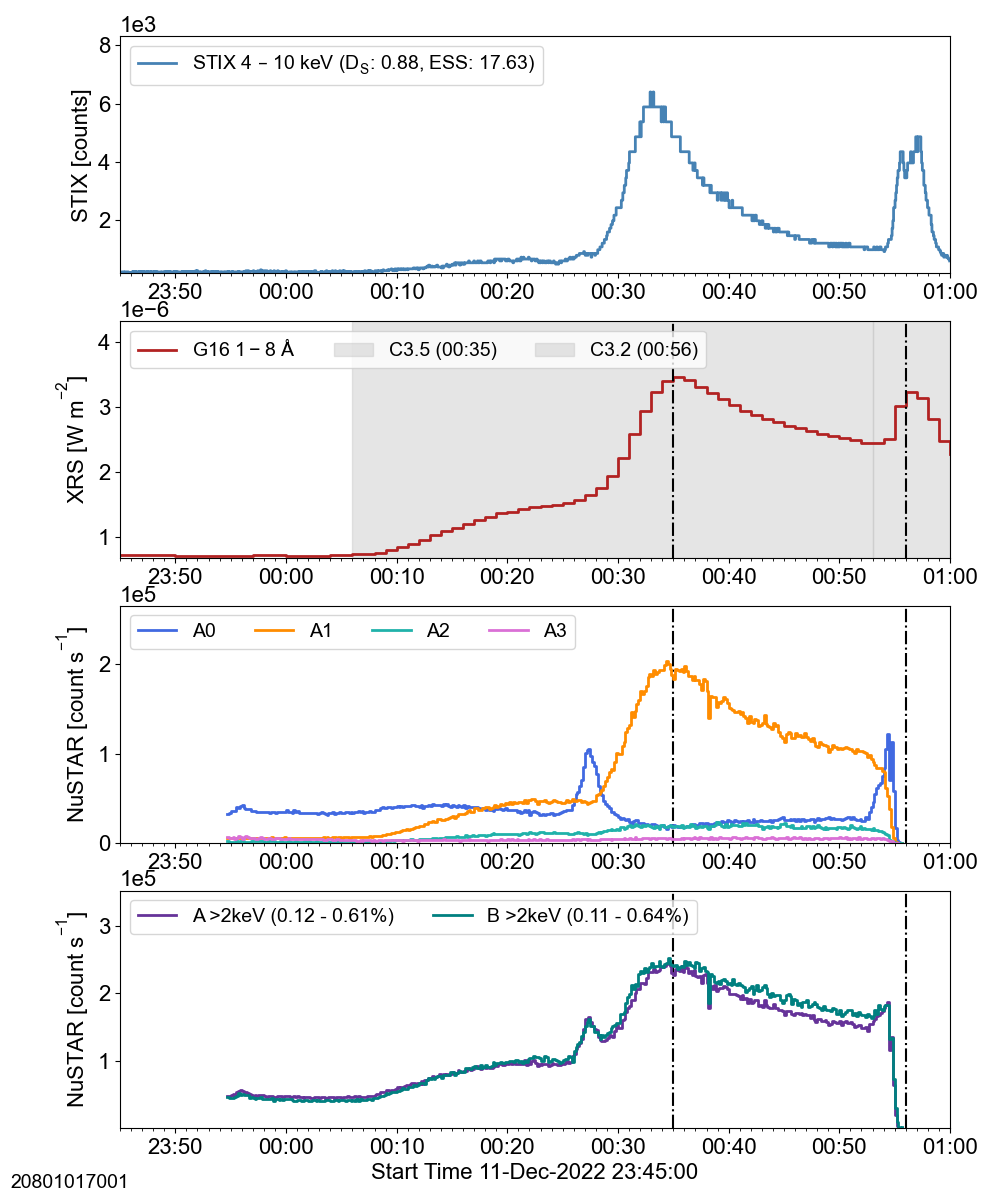 1e3
8
6
4
2
STIX [counts]
STIX 4 – 10 keV (D_S: 0.88, ESS: 17.63)
23:50 00:00 00:10 00:20 00:30 00:40 00:50 01:00
1e−6
4
3
2
1
XRS [W m⁻²]
G16 1 – 8 Å C3.5 (00:35) C3.2 (00:56)
23:50 00:00 00:10 00:20 00:30 00:40 00:50 01:00
1e5
2
1
0
NuSTAR [count s⁻¹]
A0 A1 A2 A3
23:50 00:00 00:10 00:20 00:30 00:40 00:50 01:00
1e5
3
2
1
NuSTAR [count s⁻¹]
A >2keV (0.12 - 0.61%) B >2keV (0.11 - 0.64%)
23:50 00:00 00:10 00:20 00:30 00:40 00:50 01:00
Start Time 11-Dec-2022 23:45:00
20801017001